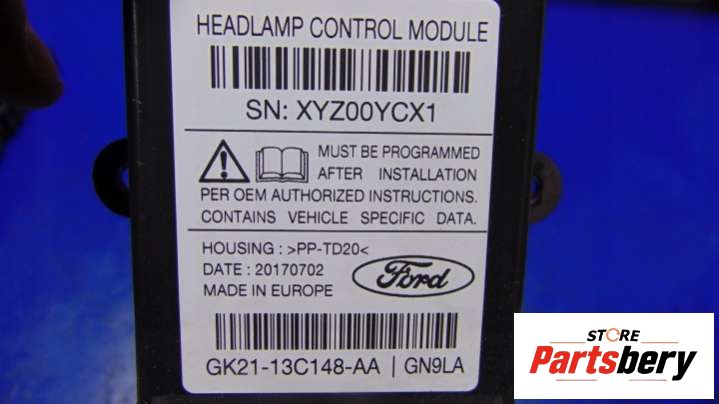 HEADLAMP CONTROL MODULE
SN: XYZ00YCX1
MUST BE PROGRAMMED
AFTER INSTALLATION
PER OEM AUTHORIZED INSTRUCTIONS.
CONTAINS VEHICLE SPECIFIC DATA.
HOUSING : >PP-TD20<
DATE : 20170702
MADE IN EUROPE
Ford
GK21-13C148-AA | GN9LA
STORE
Partsbery